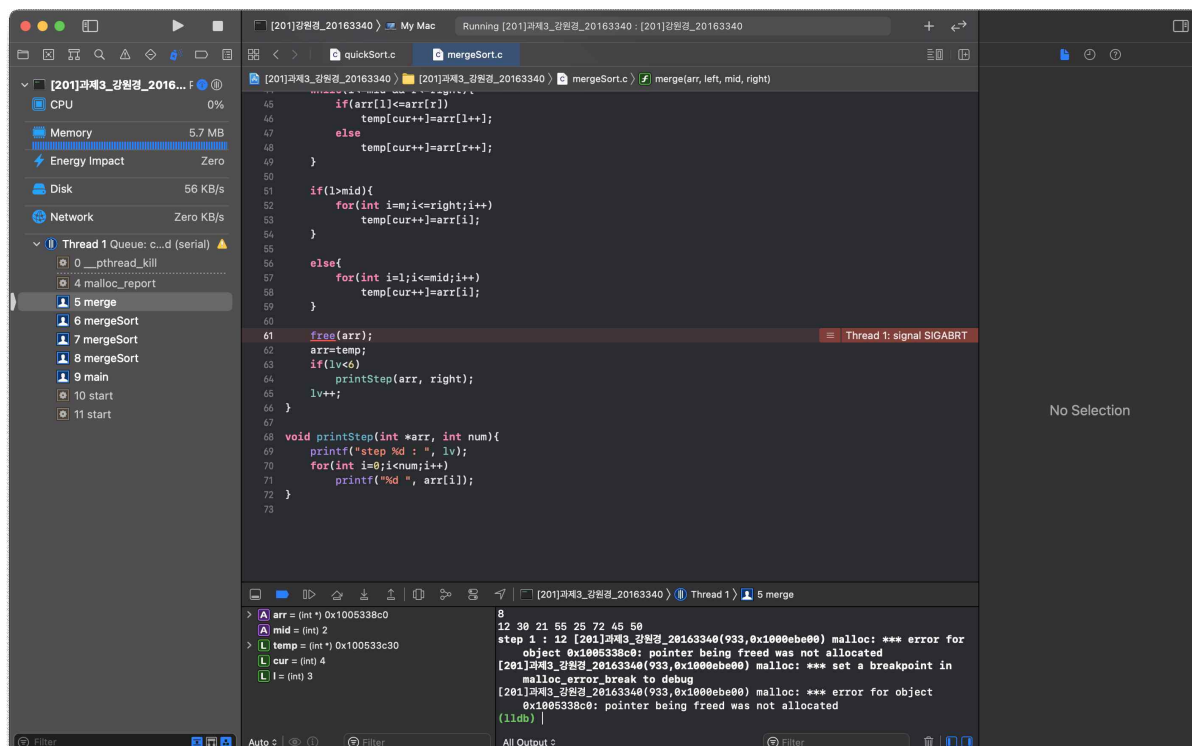 [201]과제3_강원경_20163340 〉 My Mac
Running [201]과제3_강원경_20163340 : [201]과제3_강원경_20163340
quickSort.c
mergeSort.c
[201]과제3_강원경_20163340 〉 [201]과제3_강원경_20163340 〉 mergeSort.c 〉 merge(arr, left, mid, right)
[201]과제3_강원경_2016... P
CPU 0%
Memory 5.7 MB
Energy Impact Zero
Disk 56 KB/s
Network Zero KB/s
Thread 1 Queue: c...d (serial)
0 __pthread_kill
4 malloc_report
5 merge
6 mergeSort
7 mergeSort
8 mergeSort
9 main
10 start
11 start
45 if(arr[l]<=arr[r])
46 temp[cur++]=arr[l++];
47 else
48 temp[cur++]=arr[r++];
49 }
50
51 if(l>mid){
52 for(int i=m;i<=right;i++)
53 temp[cur++]=arr[i];
54 }
55
56 else{
57 for(int i=l;i<=mid;i++)
58 temp[cur++]=arr[i];
59 }
60
61 free(arr); Thread 1: signal SIGABRT
62 arr=temp;
63 if(lv<6)
64 printStep(arr, right);
65 lv++;
66 }
67
68 void printStep(int *arr, int num){
69 printf("step %d : ", lv);
70 for(int i=0;i<num;i++)
71 printf("%d ", arr[i]);
72 }
73
No Selection
[201]과제3_강원경_20163340 〉 Thread 1 〉 5 merge
A arr = (int *) 0x1005338c0
A mid = (int) 2
L temp = (int *) 0x100533c30
L cur = (int) 4
L l = (int) 3
8
12 30 21 55 25 72 45 50
step 1 : 12 [201]과제3_강원경_20163340(933,0x1000ebe00) malloc: *** error for
object 0x1005338c0: pointer being freed was not allocated
[201]과제3_강원경_20163340(933,0x1000ebe00) malloc: *** set a breakpoint in
malloc_error_break to debug
[201]과제3_강원경_20163340(933,0x1000ebe00) malloc: *** error for object
0x1005338c0: pointer being freed was not allocated
(lldb)
Filter
Auto
Filter
All Output
Filter